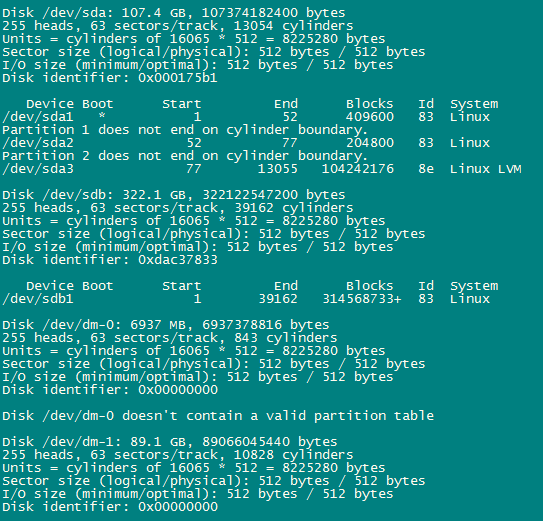 Disk /dev/sda: 107.4 GB, 107374182400 bytes
255 heads, 63 sectors/track, 13054 cylinders
Units = cylinders of 16065 * 512 = 8225280 bytes
Sector size (logical/physical): 512 bytes / 512 bytes
I/O size (minimum/optimal): 512 bytes / 512 bytes
Disk identifier: 0x000175b1

   Device Boot      Start         End      Blocks   Id  System
/dev/sda1   *           1          52      409600   83  Linux
Partition 1 does not end on cylinder boundary.
/dev/sda2              52          77      204800   83  Linux
Partition 2 does not end on cylinder boundary.
/dev/sda3              77       13055   104242176   8e  Linux LVM

Disk /dev/sdb: 322.1 GB, 322122547200 bytes
255 heads, 63 sectors/track, 39162 cylinders
Units = cylinders of 16065 * 512 = 8225280 bytes
Sector size (logical/physical): 512 bytes / 512 bytes
I/O size (minimum/optimal): 512 bytes / 512 bytes
Disk identifier: 0xdac37833

   Device Boot      Start         End      Blocks   Id  System
/dev/sdb1               1       39162   314568733+  83  Linux

Disk /dev/dm-0: 6937 MB, 6937378816 bytes
255 heads, 63 sectors/track, 843 cylinders
Units = cylinders of 16065 * 512 = 8225280 bytes
Sector size (logical/physical): 512 bytes / 512 bytes
I/O size (minimum/optimal): 512 bytes / 512 bytes
Disk identifier: 0x00000000

Disk /dev/dm-0 doesn't contain a valid partition table

Disk /dev/dm-1: 89.1 GB, 89066045440 bytes
255 heads, 63 sectors/track, 10828 cylinders
Units = cylinders of 16065 * 512 = 8225280 bytes
Sector size (logical/physical): 512 bytes / 512 bytes
I/O size (minimum/optimal): 512 bytes / 512 bytes
Disk identifier: 0x00000000